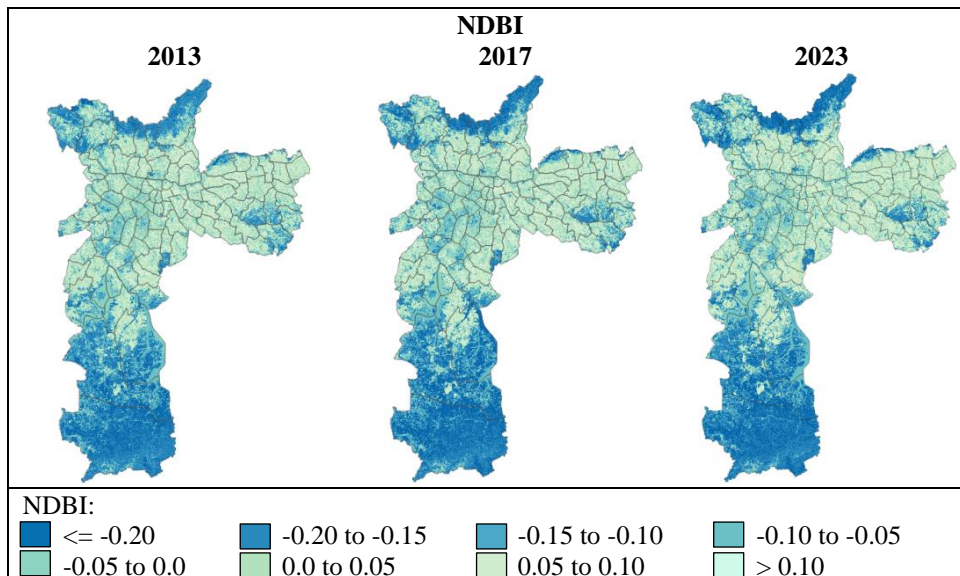 NDBI
2013 2017 2023
NDBI:
<= -0.20 -0.20 to -0.15 -0.15 to -0.10 -0.10 to -0.05
-0.05 to 0.0 0.0 to 0.05 0.05 to 0.10 > 0.10